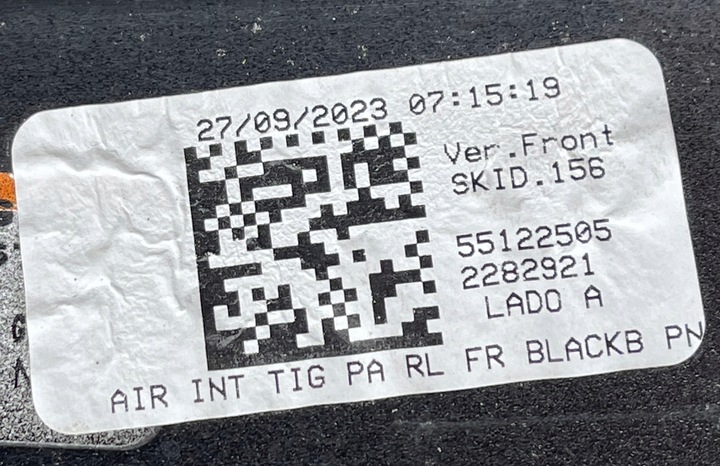 27/09/2023 07:15:19
Ver.Front
SKID.156
55122505
2282921
LADO A
AIR INT TIG PA RL FR BLACKB PN